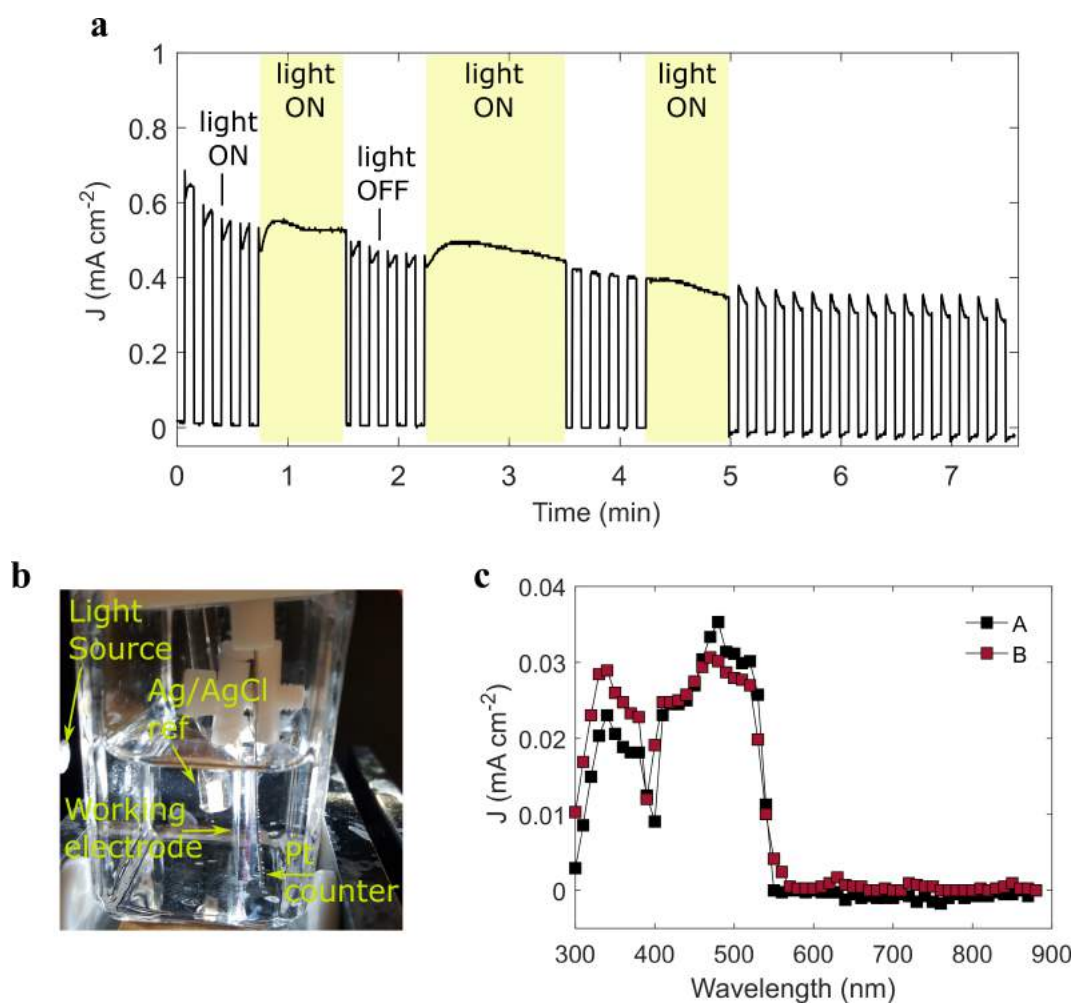 a
J (mA cm-2)
1
0.8
0.6
0.4
0.2
0
light
ON
light
ON
light
OFF
light
ON
light
ON
0 1 2 3 4 5 6 7
Time (min)
b
Light
Source
Ag/AgCl
ref
Working
electrode
Pt
counter
c
J (mA cm-2)
0.04
0.03
0.02
0.01
0
A
B
300 400 500 600 700 800 900
Wavelength (nm)